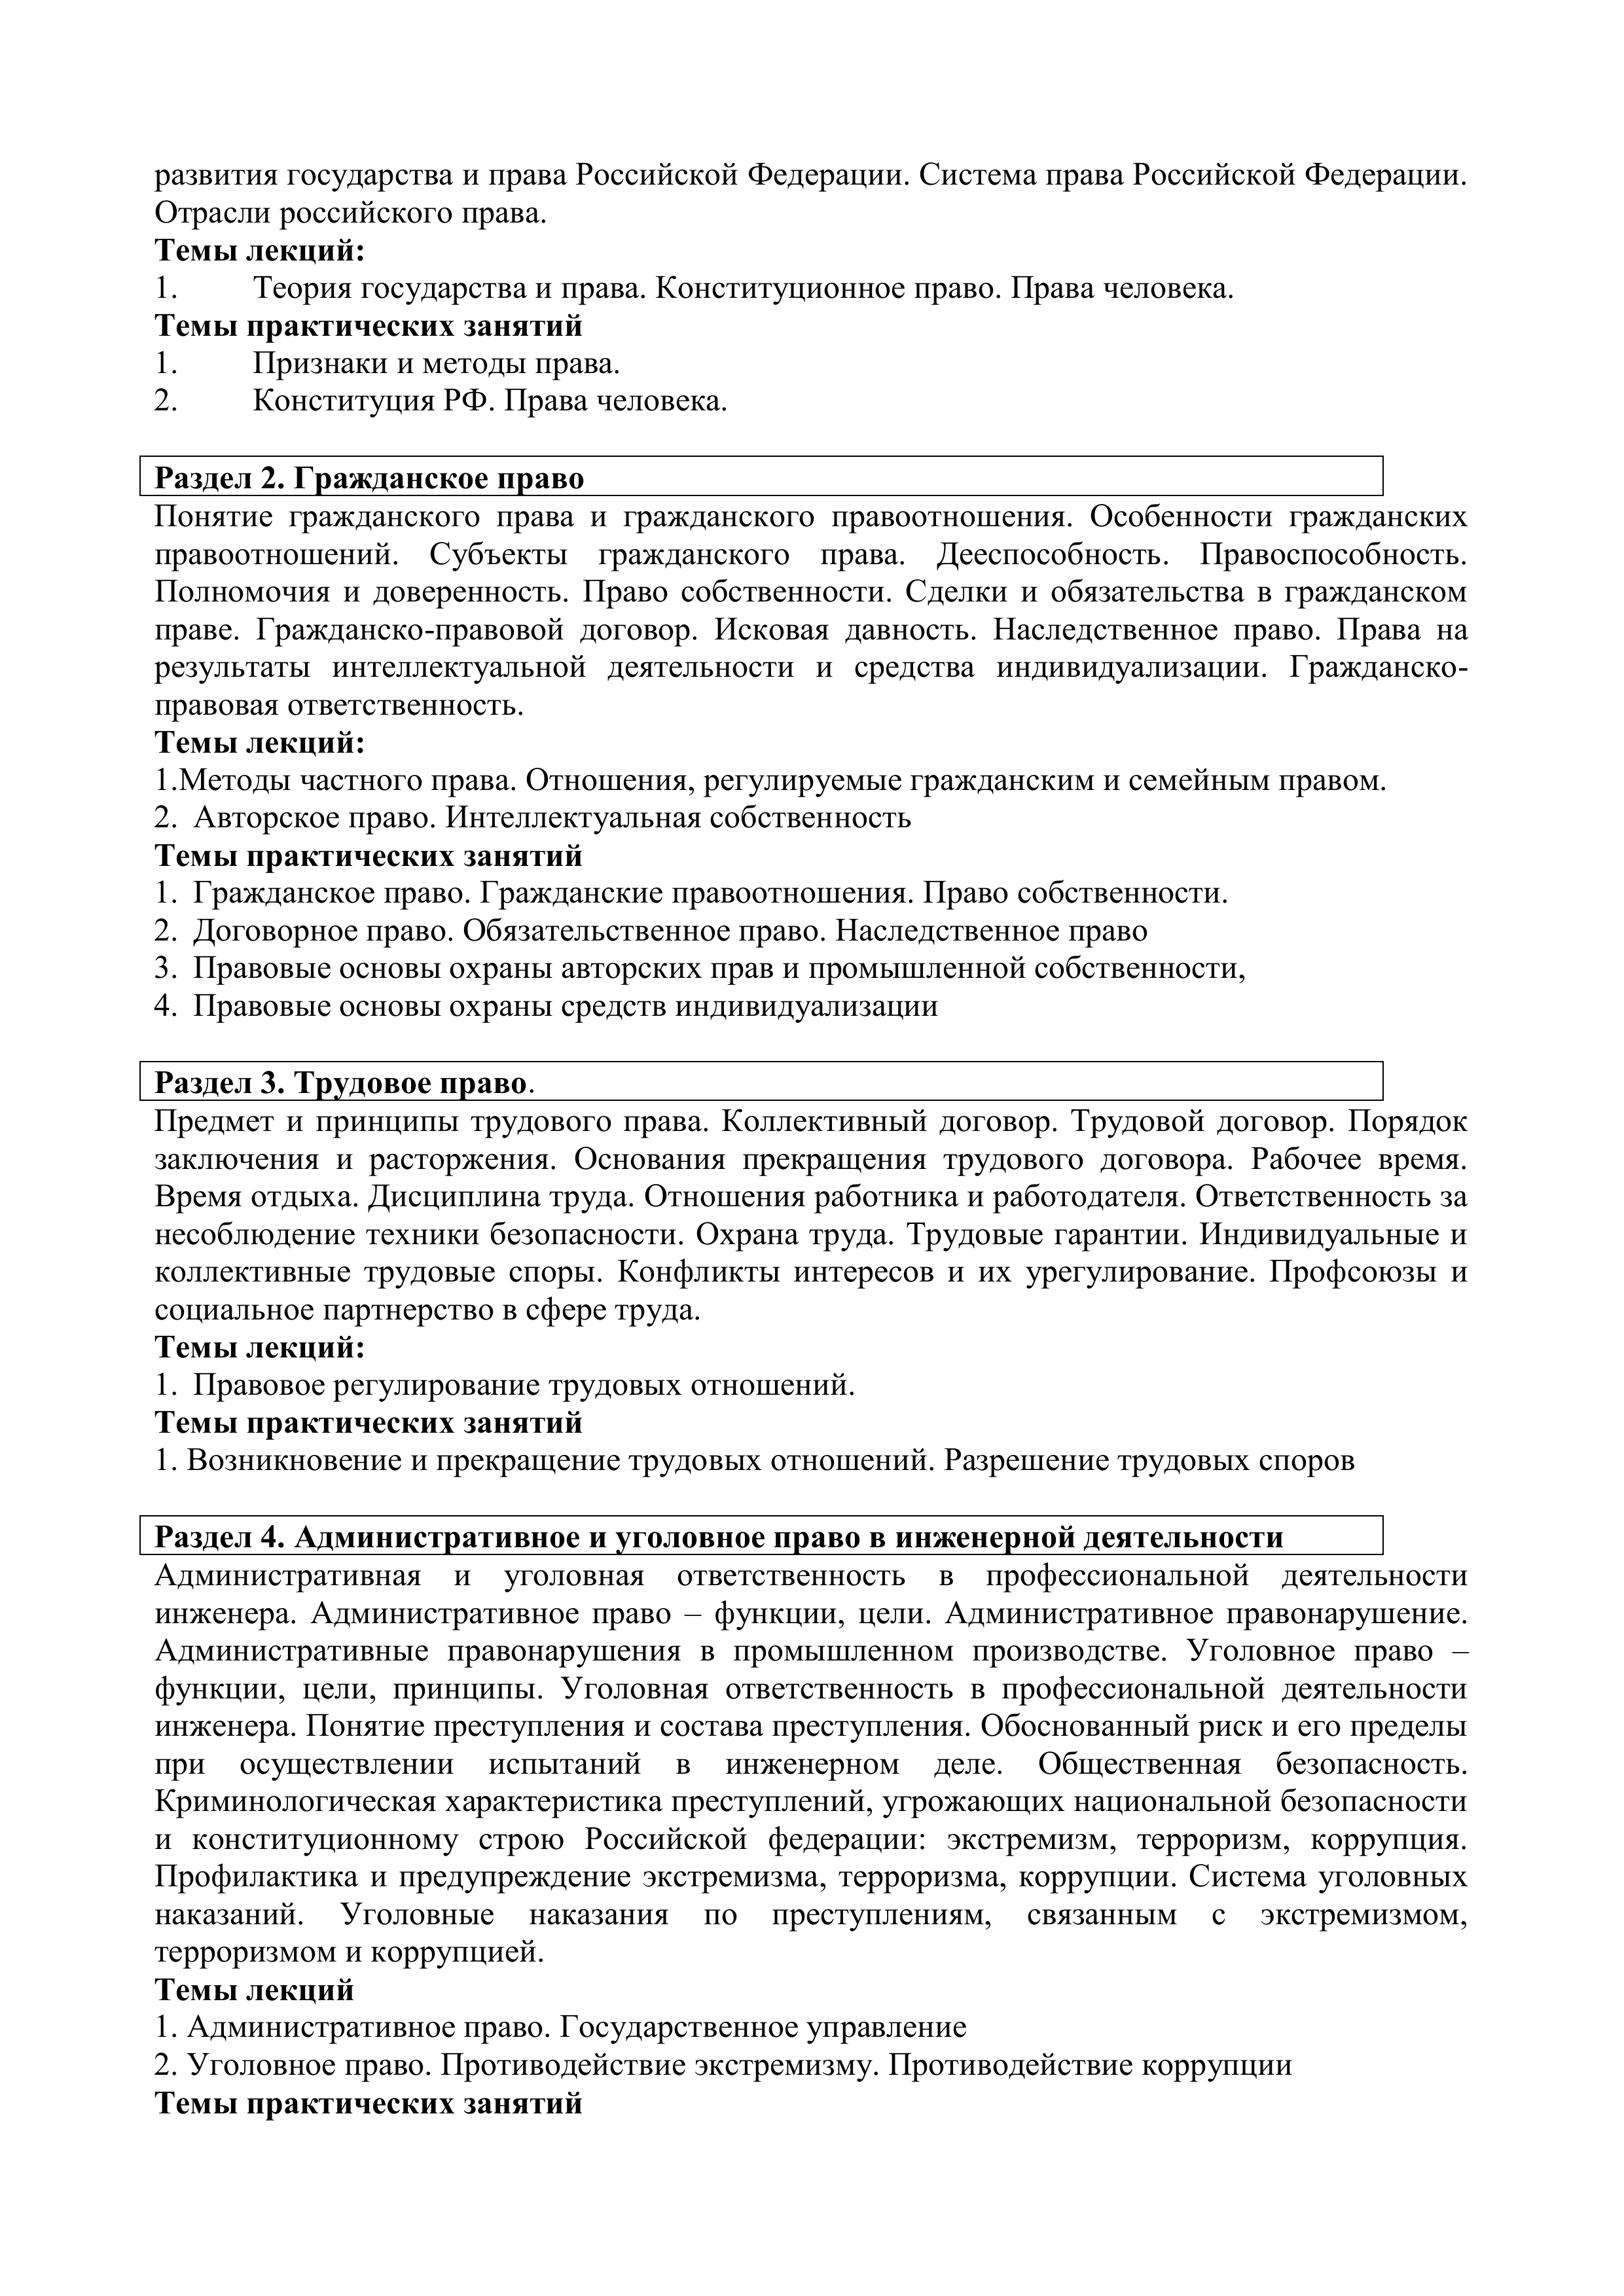 развития государства и права Российской Федерации. Система права Российской Федерации.
Отрасли российского права.
Темы лекций:
1. Теория государства и права. Конституционное право. Права человека.
Темы практических занятий
1. Признаки и методы права.
2. Конституция РФ. Права человека.
Раздел 2. Гражданское право
Понятие гражданского права и гражданского правоотношения. Особенности гражданских
правоотношений. Субъекты гражданского права. Дееспособность. Правоспособность.
Полномочия и доверенность. Право собственности. Сделки и обязательства в гражданском
праве. Гражданско-правовой договор. Исковая давность. Наследственное право. Права на
результаты интеллектуальной деятельности и средства индивидуализации. Гражданско-
правовая ответственность.
Темы лекций:
1.Методы частного права. Отношения, регулируемые гражданским и семейным правом.
2. Авторское право. Интеллектуальная собственность
Темы практических занятий
1. Гражданское право. Гражданские правоотношения. Право собственности.
2. Договорное право. Обязательственное право. Наследственное право
3. Правовые основы охраны авторских прав и промышленной собственности,
4. Правовые основы охраны средств индивидуализации
Раздел 3. Трудовое право.
Предмет и принципы трудового права. Коллективный договор. Трудовой договор. Порядок
заключения и расторжения. Основания прекращения трудового договора. Рабочее время.
Время отдыха. Дисциплина труда. Отношения работника и работодателя. Ответственность за
несоблюдение техники безопасности. Охрана труда. Трудовые гарантии. Индивидуальные и
коллективные трудовые споры. Конфликты интересов и их урегулирование. Профсоюзы и
социальное партнерство в сфере труда.
Темы лекций:
1. Правовое регулирование трудовых отношений.
Темы практических занятий
1. Возникновение и прекращение трудовых отношений. Разрешение трудовых споров
Раздел 4. Административное и уголовное право в инженерной деятельности
Административная и уголовная ответственность в профессиональной деятельности
инженера. Административное право – функции, цели. Административное правонарушение.
Административные правонарушения в промышленном производстве. Уголовное право –
функции, цели, принципы. Уголовная ответственность в профессиональной деятельности
инженера. Понятие преступления и состава преступления. Обоснованный риск и его пределы
при осуществлении испытаний в инженерном деле. Общественная безопасность.
Криминологическая характеристика преступлений, угрожающих национальной безопасности
и конституционному строю Российской федерации: экстремизм, терроризм, коррупция.
Профилактика и предупреждение экстремизма, терроризма, коррупции. Система уголовных
наказаний. Уголовные наказания по преступлениям, связанным с экстремизмом,
терроризмом и коррупцией.
Темы лекций
1. Административное право. Государственное управление
2. Уголовное право. Противодействие экстремизму. Противодействие коррупции
Темы практических занятий